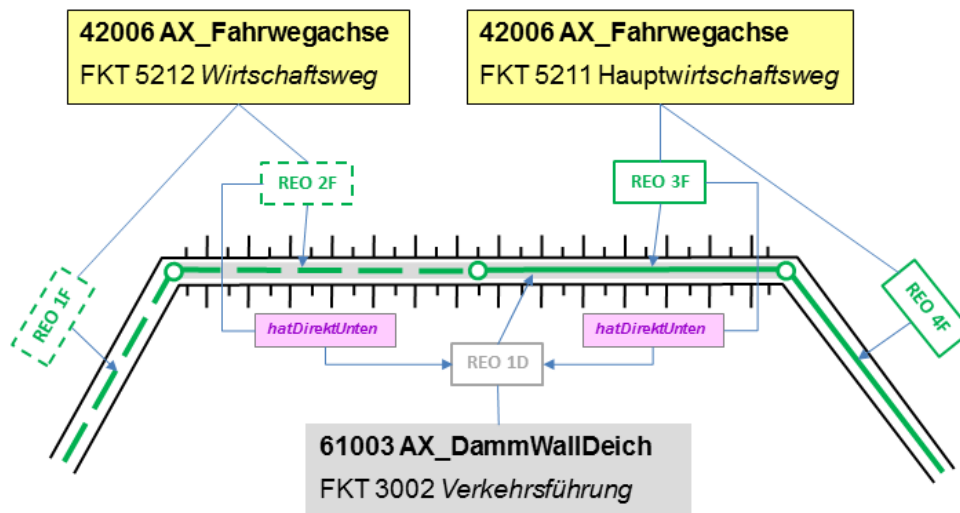 42006 AX_Fahrwegachse
FKT 5212 Wirtschaftsweg
42006 AX_Fahrwegachse
FKT 5211 Hauptwirtschaftsweg
REO 2F
REO 3F
REO 1F
REO 4F
hatDirektUnten
hatDirektUnten
REO 1D
61003 AX_DammWallDeich
FKT 3002 Verkehrsführung